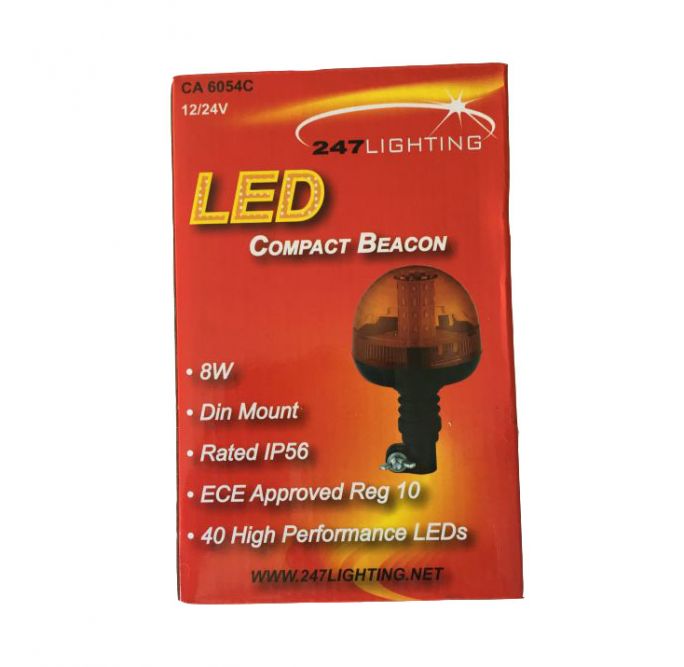 CA 6054C
12/24V
247LIGHTING
LED
COMPACT BEACON
• 8W
• Din Mount
• Rated IP56
• ECE Approved Reg 10
• 40 High Performance LEDs
WWW.247LIGHTING.NET